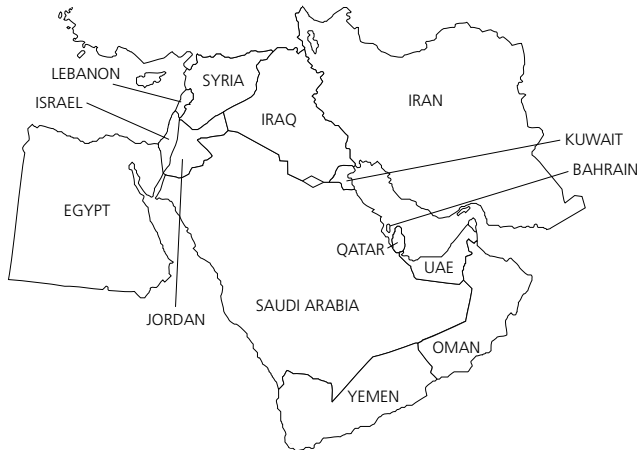 LEBANON
SYRIA
ISRAEL
IRAQ
IRAN
KUWAIT
BAHRAIN
EGYPT
QATAR
UAE
SAUDI ARABIA
JORDAN
OMAN
YEMEN